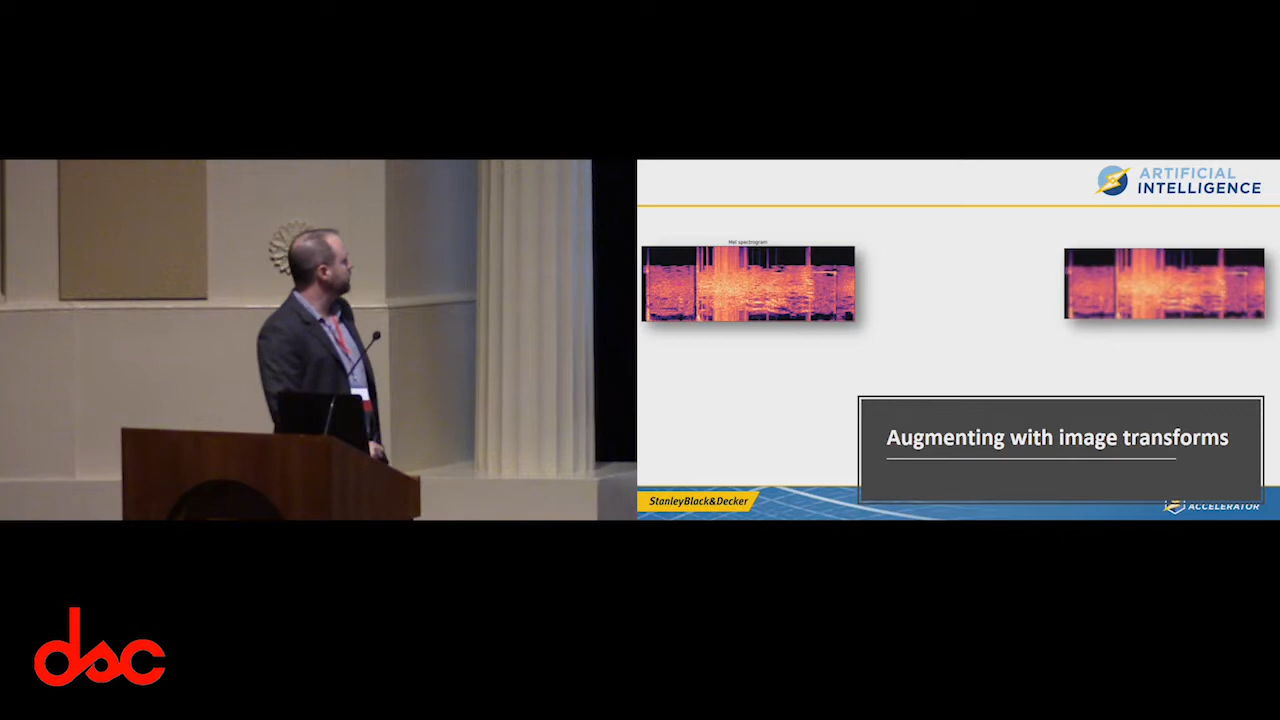 ARTIFICIAL
INTELLIGENCE
Mel spectrogram
Augmenting with image transforms
StanleyBlack&Decker
ACCELERATOR
dsc